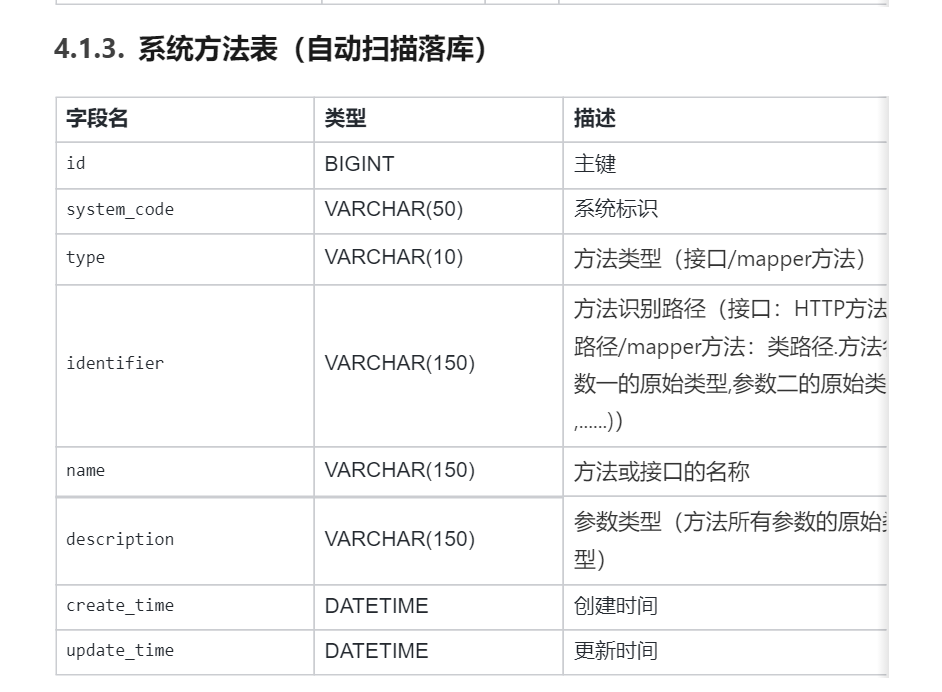 4.1.3. 系统方法表（自动扫描落库）
字段名 类型 描述
id BIGINT 主键
system_code VARCHAR(50) 系统标识
type VARCHAR(10) 方法类型（接口/mapper方法）
identifier VARCHAR(150) 方法识别路径（接口：HTTP方法
路径/mapper方法：类路径.方法
数一的原始类型,参数二的原始类
,......)）
name VARCHAR(150) 方法或接口的名称
description VARCHAR(150) 参数类型（方法所有参数的原始
型）
create_time DATETIME 创建时间
update_time DATETIME 更新时间